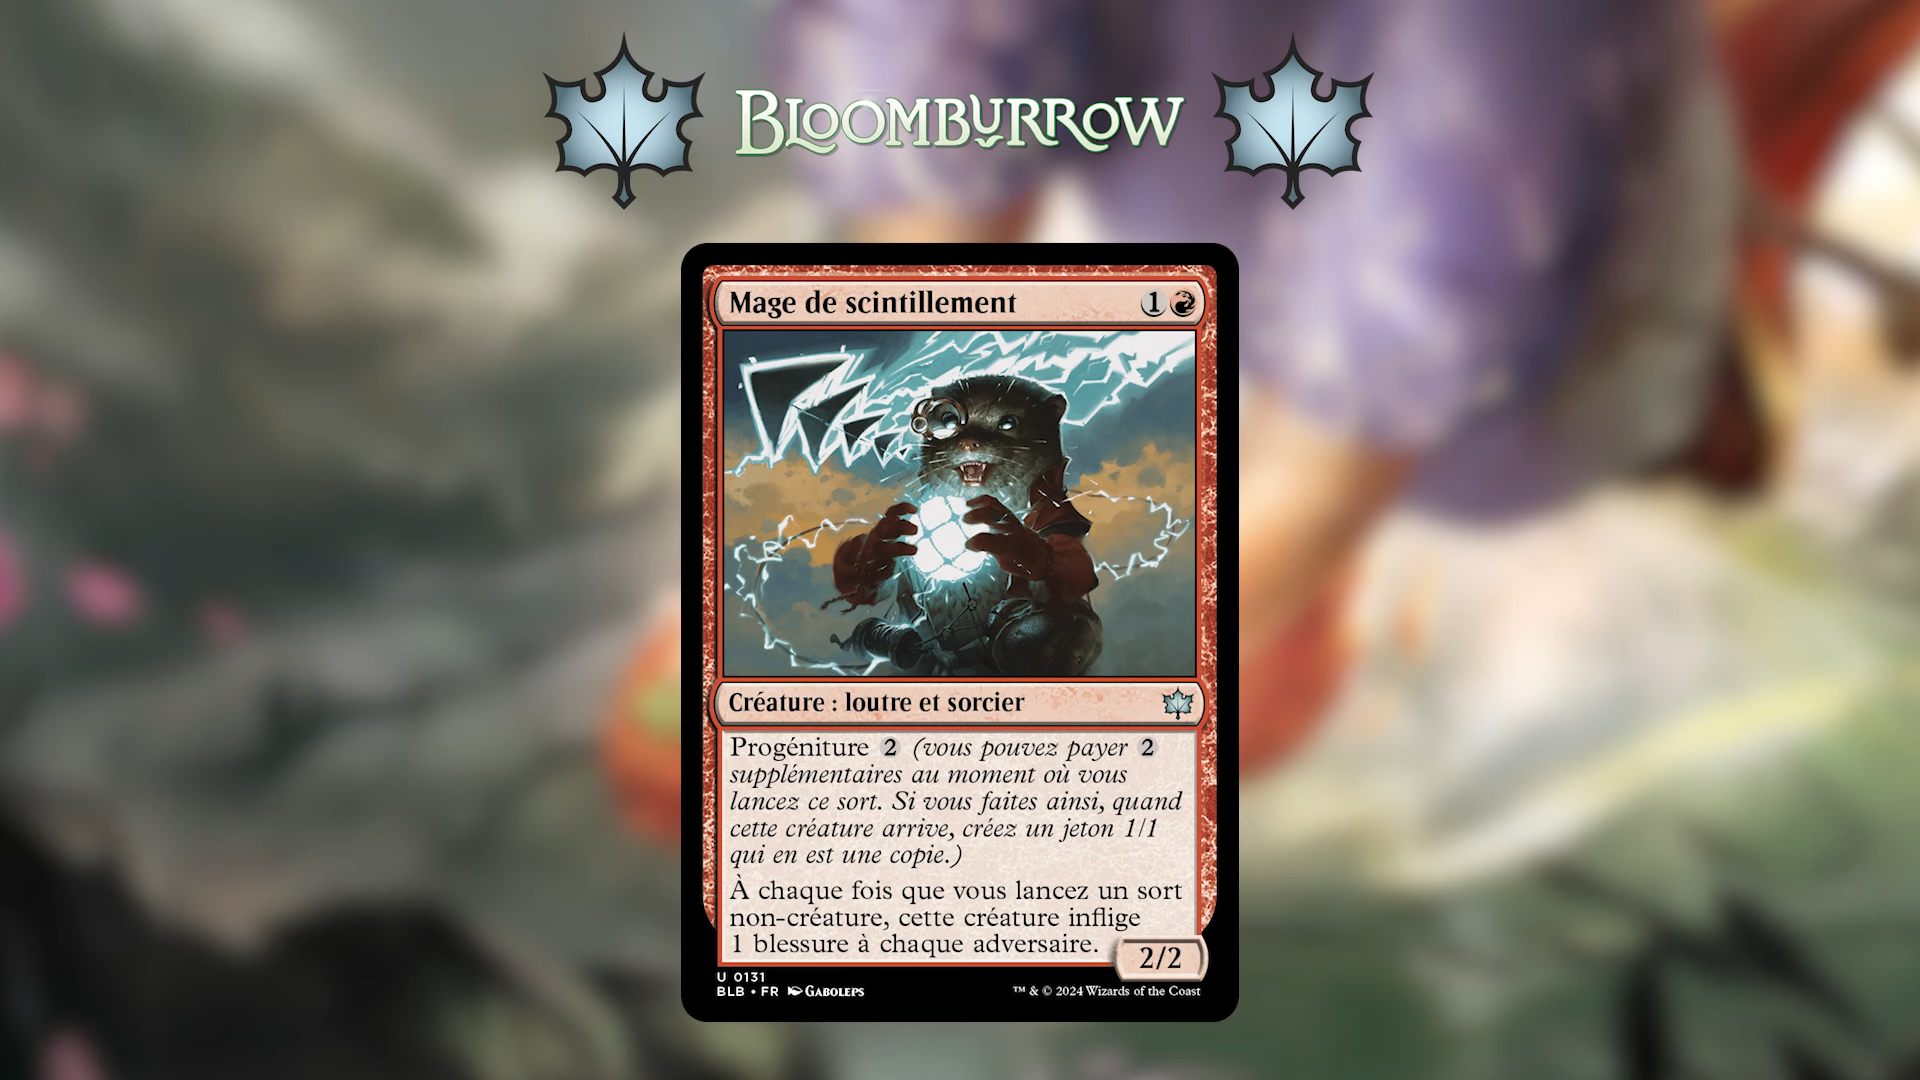 BLOOMBURROW
Mage de scintillement 1
Créature : loutre et sorcier
Progéniture 2 (vous pouvez payer 2
supplémentaires au moment où vous
lancez ce sort. Si vous faites ainsi, quand
cette créature arrive, créez un jeton 1/1
qui en est une copie.)
À chaque fois que vous lancez un sort
non-créature, cette créature inflige
1 blessure à chaque adversaire.
2/2
U 0131
BLB • FR Gaboleps
™ & © 2024 Wizards of the Coast